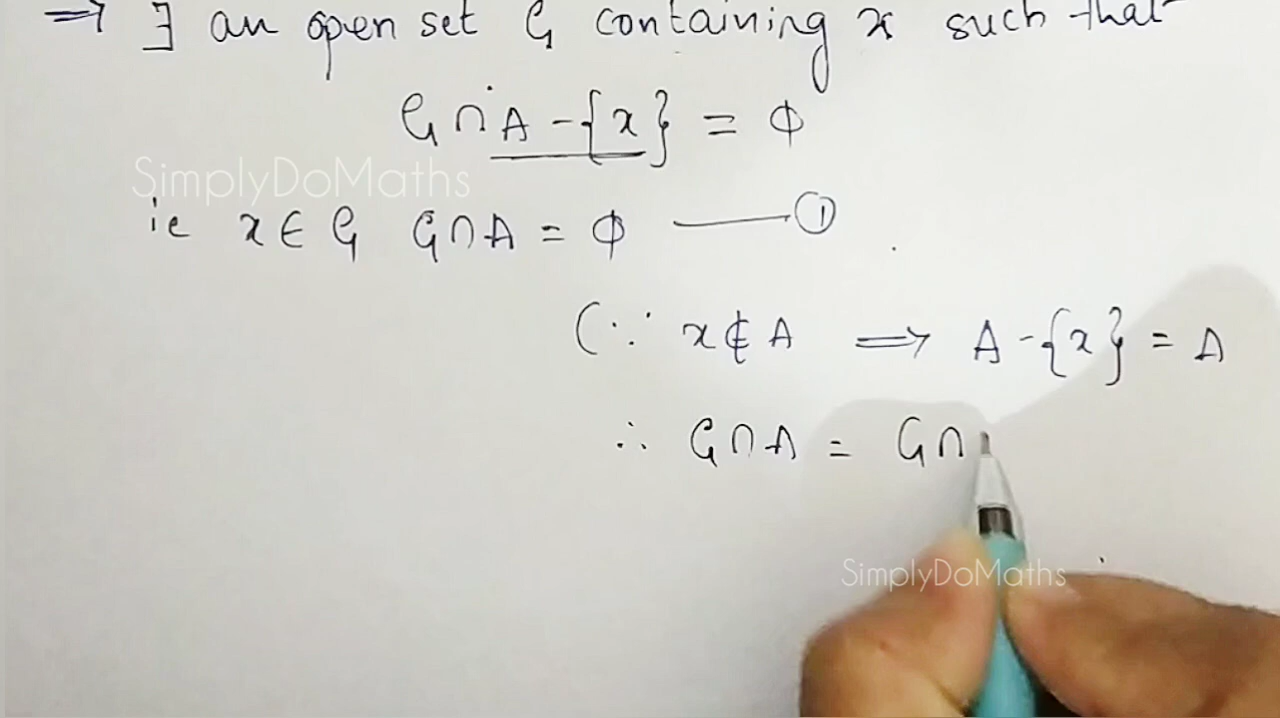 ⇒ ∃ an open set G containing x such that
G∩A-{x} = ϕ
SimplyDoMaths
ie x∈G G∩A = ϕ —— ①
(∵ x∉A ⇒ A-{x} = A
∴ G∩A = G∩
SimplyDoMaths